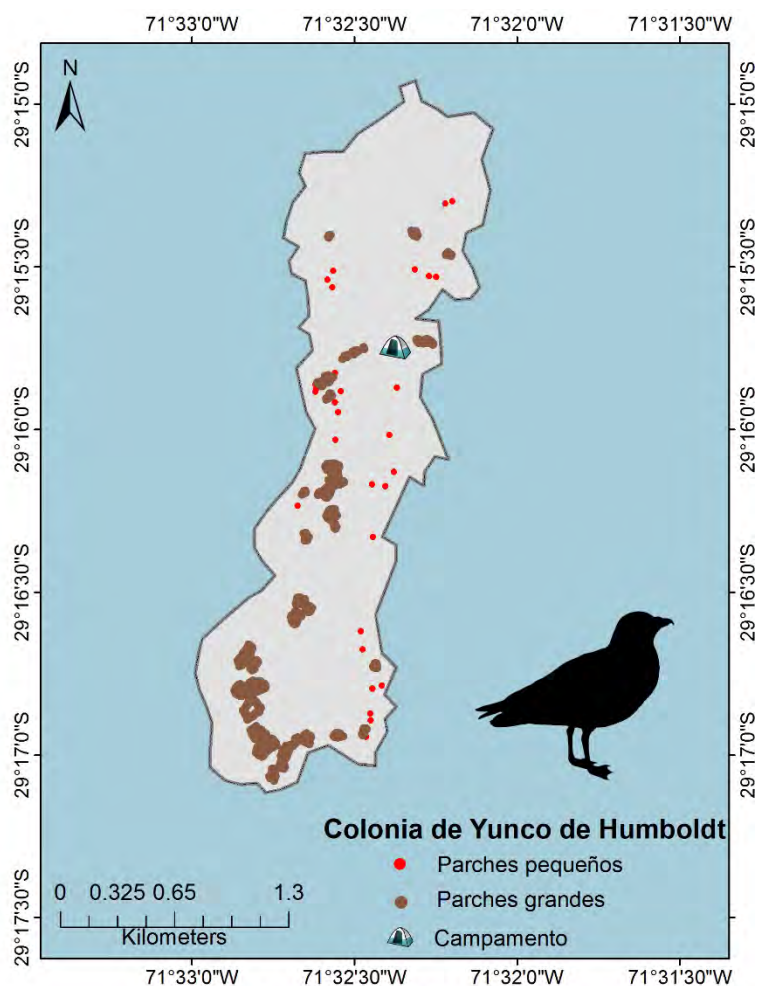 71°33'0"W 71°32'30"W 71°32'0"W 71°31'30"W
N
29°15'0"S 29°15'0"S
29°15'30"S 29°15'30"S
29°16'0"S 29°16'0"S
29°16'30"S 29°16'30"S
29°17'0"S 29°17'0"S
29°17'30"S 29°17'30"S
Colonia de Yunco de Humboldt
Parches pequeños
Parches grandes
Campamento
0 0.325 0.65 1.3
Kilometers
71°33'0"W 71°32'30"W 71°32'0"W 71°31'30"W